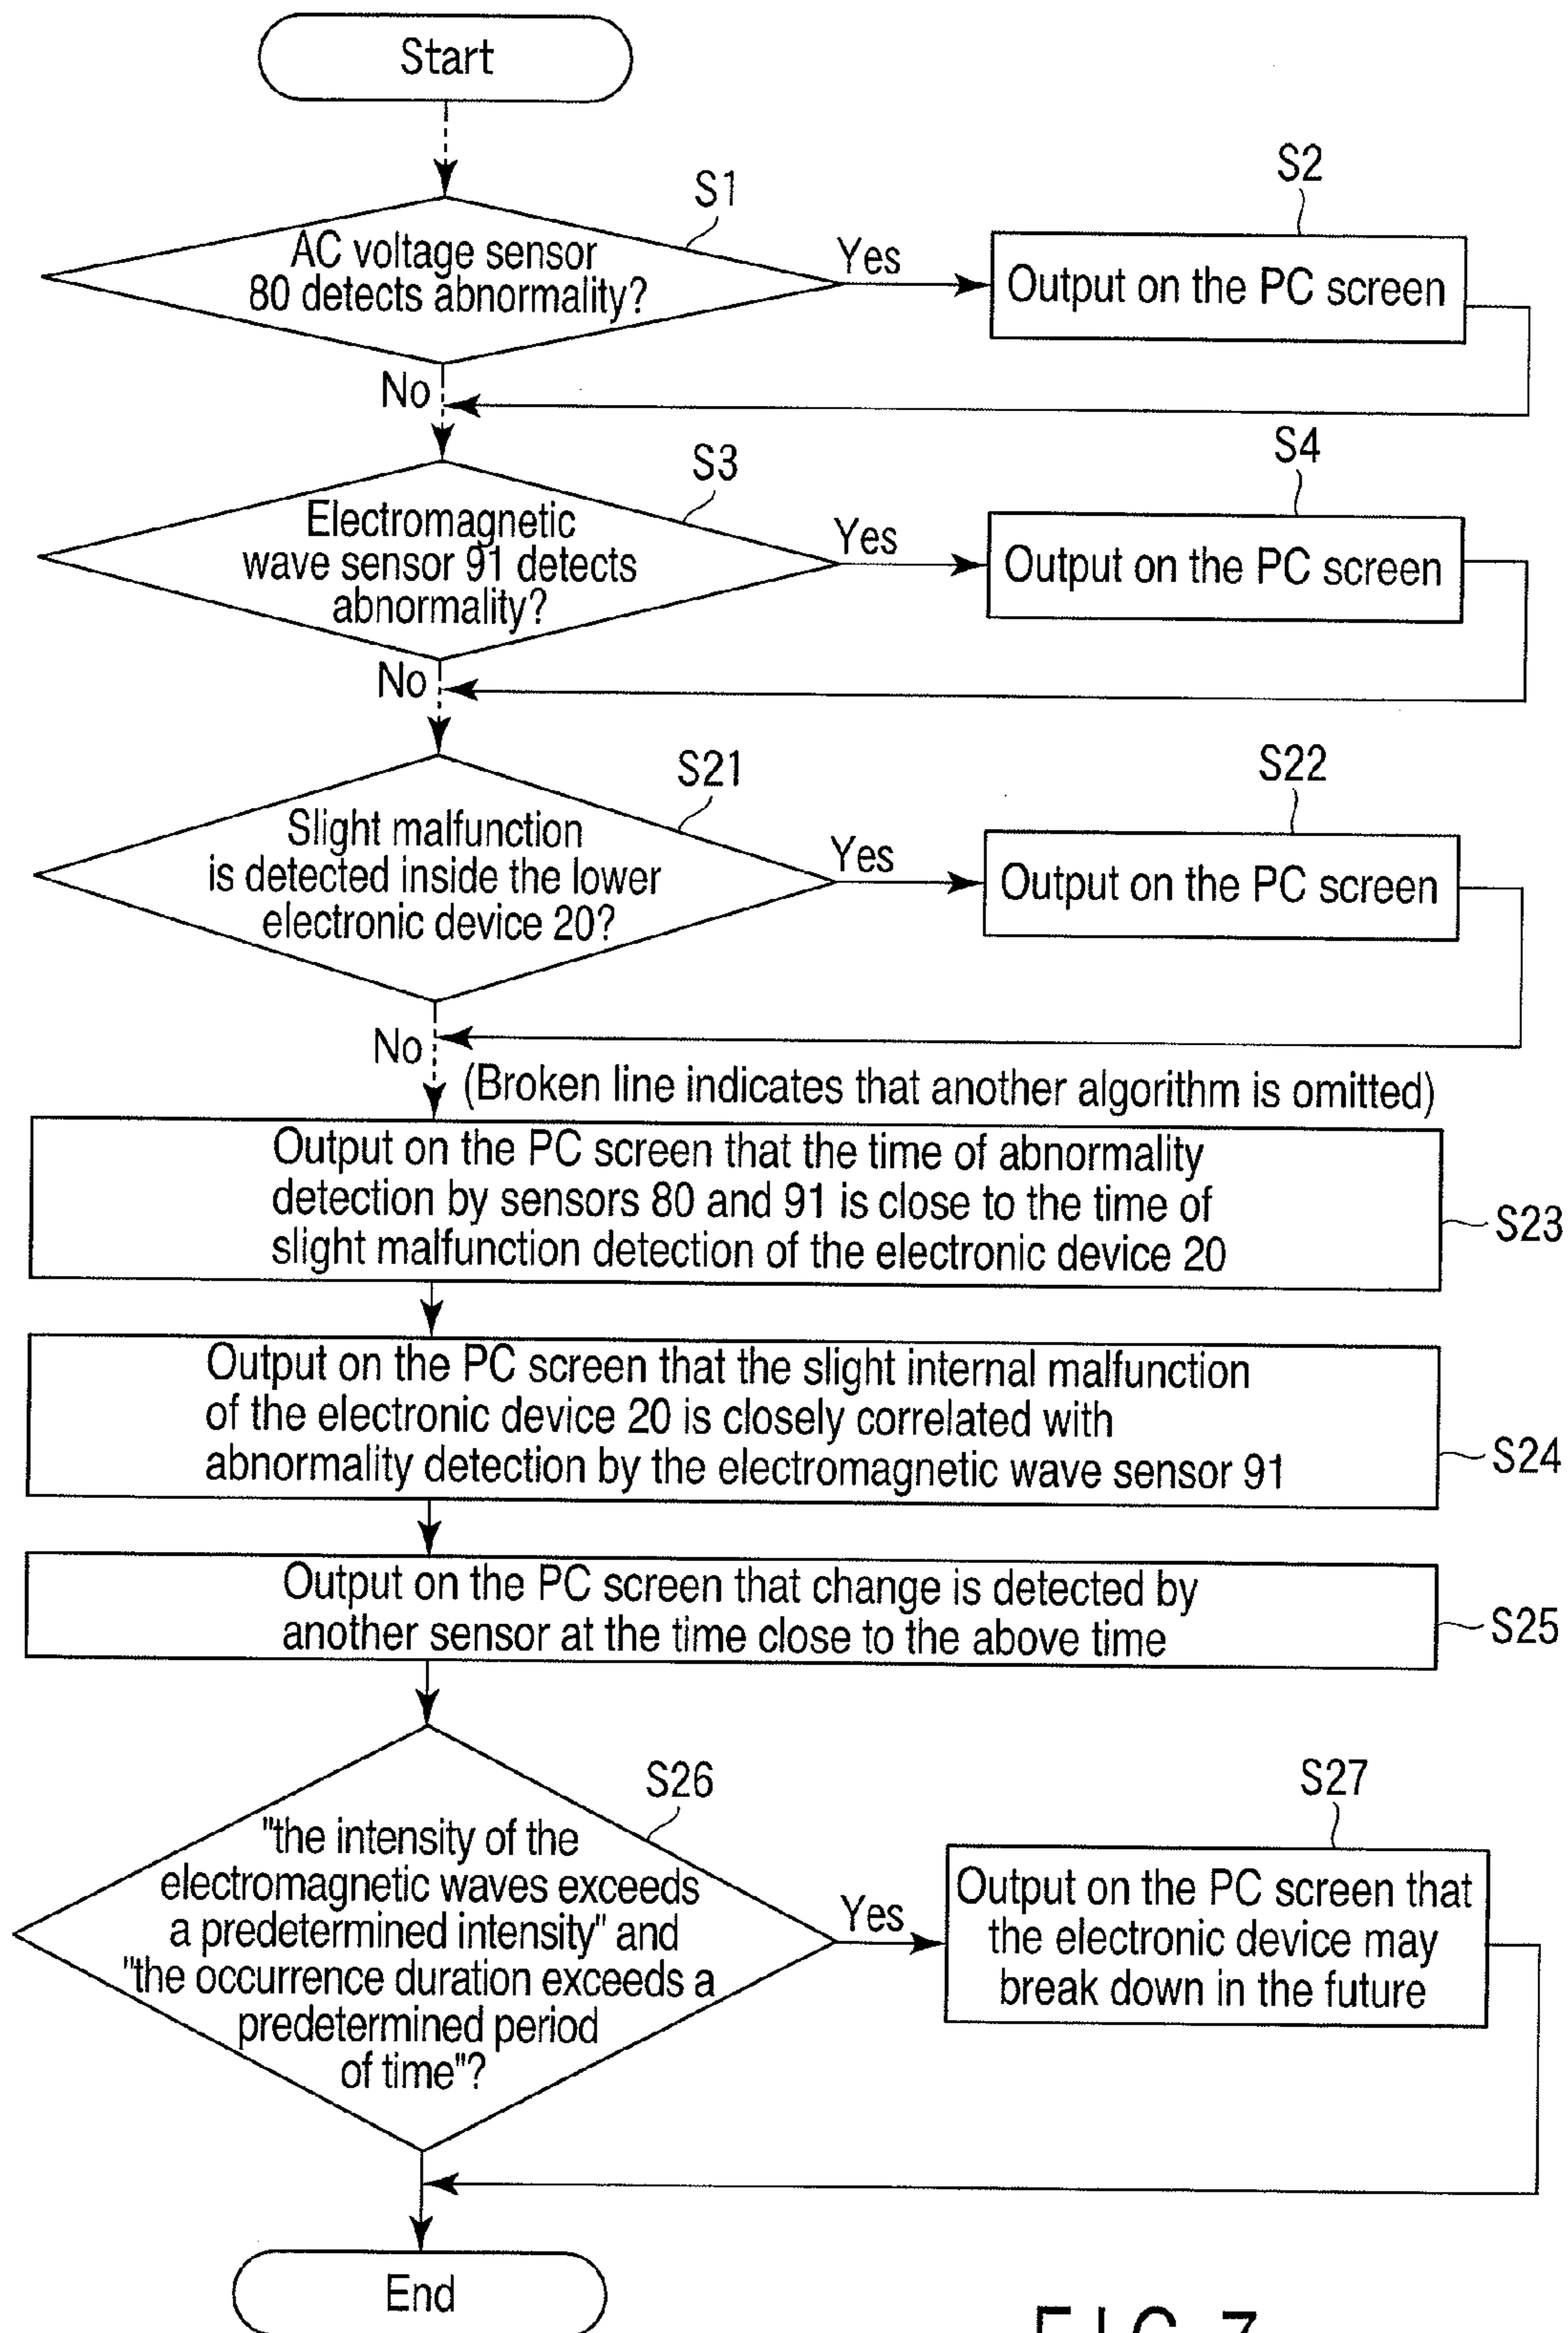 Start
S1
AC voltage sensor
80 detects abnormality?
Yes
S2
Output on the PC screen
No
S3
Electromagnetic
wave sensor 91 detects
abnormality?
Yes
S4
Output on the PC screen
No
S21
Slight malfunction
is detected inside the lower
electronic device 20?
Yes
S22
Output on the PC screen
No
(Broken line indicates that another algorithm is omitted)
Output on the PC screen that the time of abnormality
detection by sensors 80 and 91 is close to the time of
slight malfunction detection of the electronic device 20
S23
Output on the PC screen that the slight internal malfunction
of the electronic device 20 is closely correlated with
abnormality detection by the electromagnetic wave sensor 91
S24
Output on the PC screen that change is detected by
another sensor at the time close to the above time
S25
S26
"the intensity of the
electromagnetic waves exceeds
a predetermined intensity" and
"the occurrence duration exceeds a
predetermined period
of time"?
Yes
S27
Output on the PC screen that
the electronic device may
break down in the future
End
FIG. 7